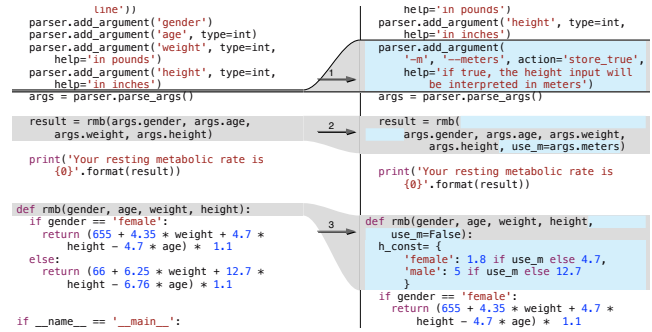 line'))
parser.add_argument('gender')
parser.add_argument('age', type=int)
parser.add_argument('weight', type=int,
help='in pounds')
parser.add_argument('height', type=int,
help='in inches')
args = parser.parse_args()
result = rmb(args.gender, args.age,
args.weight, args.height)
print('Your resting metabolic rate is
{0}'.format(result))
def rmb(gender, age, weight, height):
if gender == 'female':
return (655 + 4.35 * weight + 4.7 *
height - 4.7 * age) * 1.1
else:
return (66 + 6.25 * weight + 12.7 *
height - 6.76 * age) * 1.1
if __name__ == '__main__':
1
2
3
help='in pounds')
parser.add_argument('height', type=int,
help='in inches')
parser.add_argument(
'-m', '--meters', action='store_true',
help='if true, the height input will
be interpreted in meters')
args = parser.parse_args()
result = rmb(
args.gender, args.age, args.weight,
args.height, use_m=args.meters)
print('Your resting metabolic rate is
{0}'.format(result))
def rmb(gender, age, weight, height,
use_m=False):
h_const= {
'female': 1.8 if use_m else 4.7,
'male': 5 if use_m else 12.7
}
if gender == 'female':
return (655 + 4.35 * weight + 4.7 *
height - 4.7 * age) * 1.1